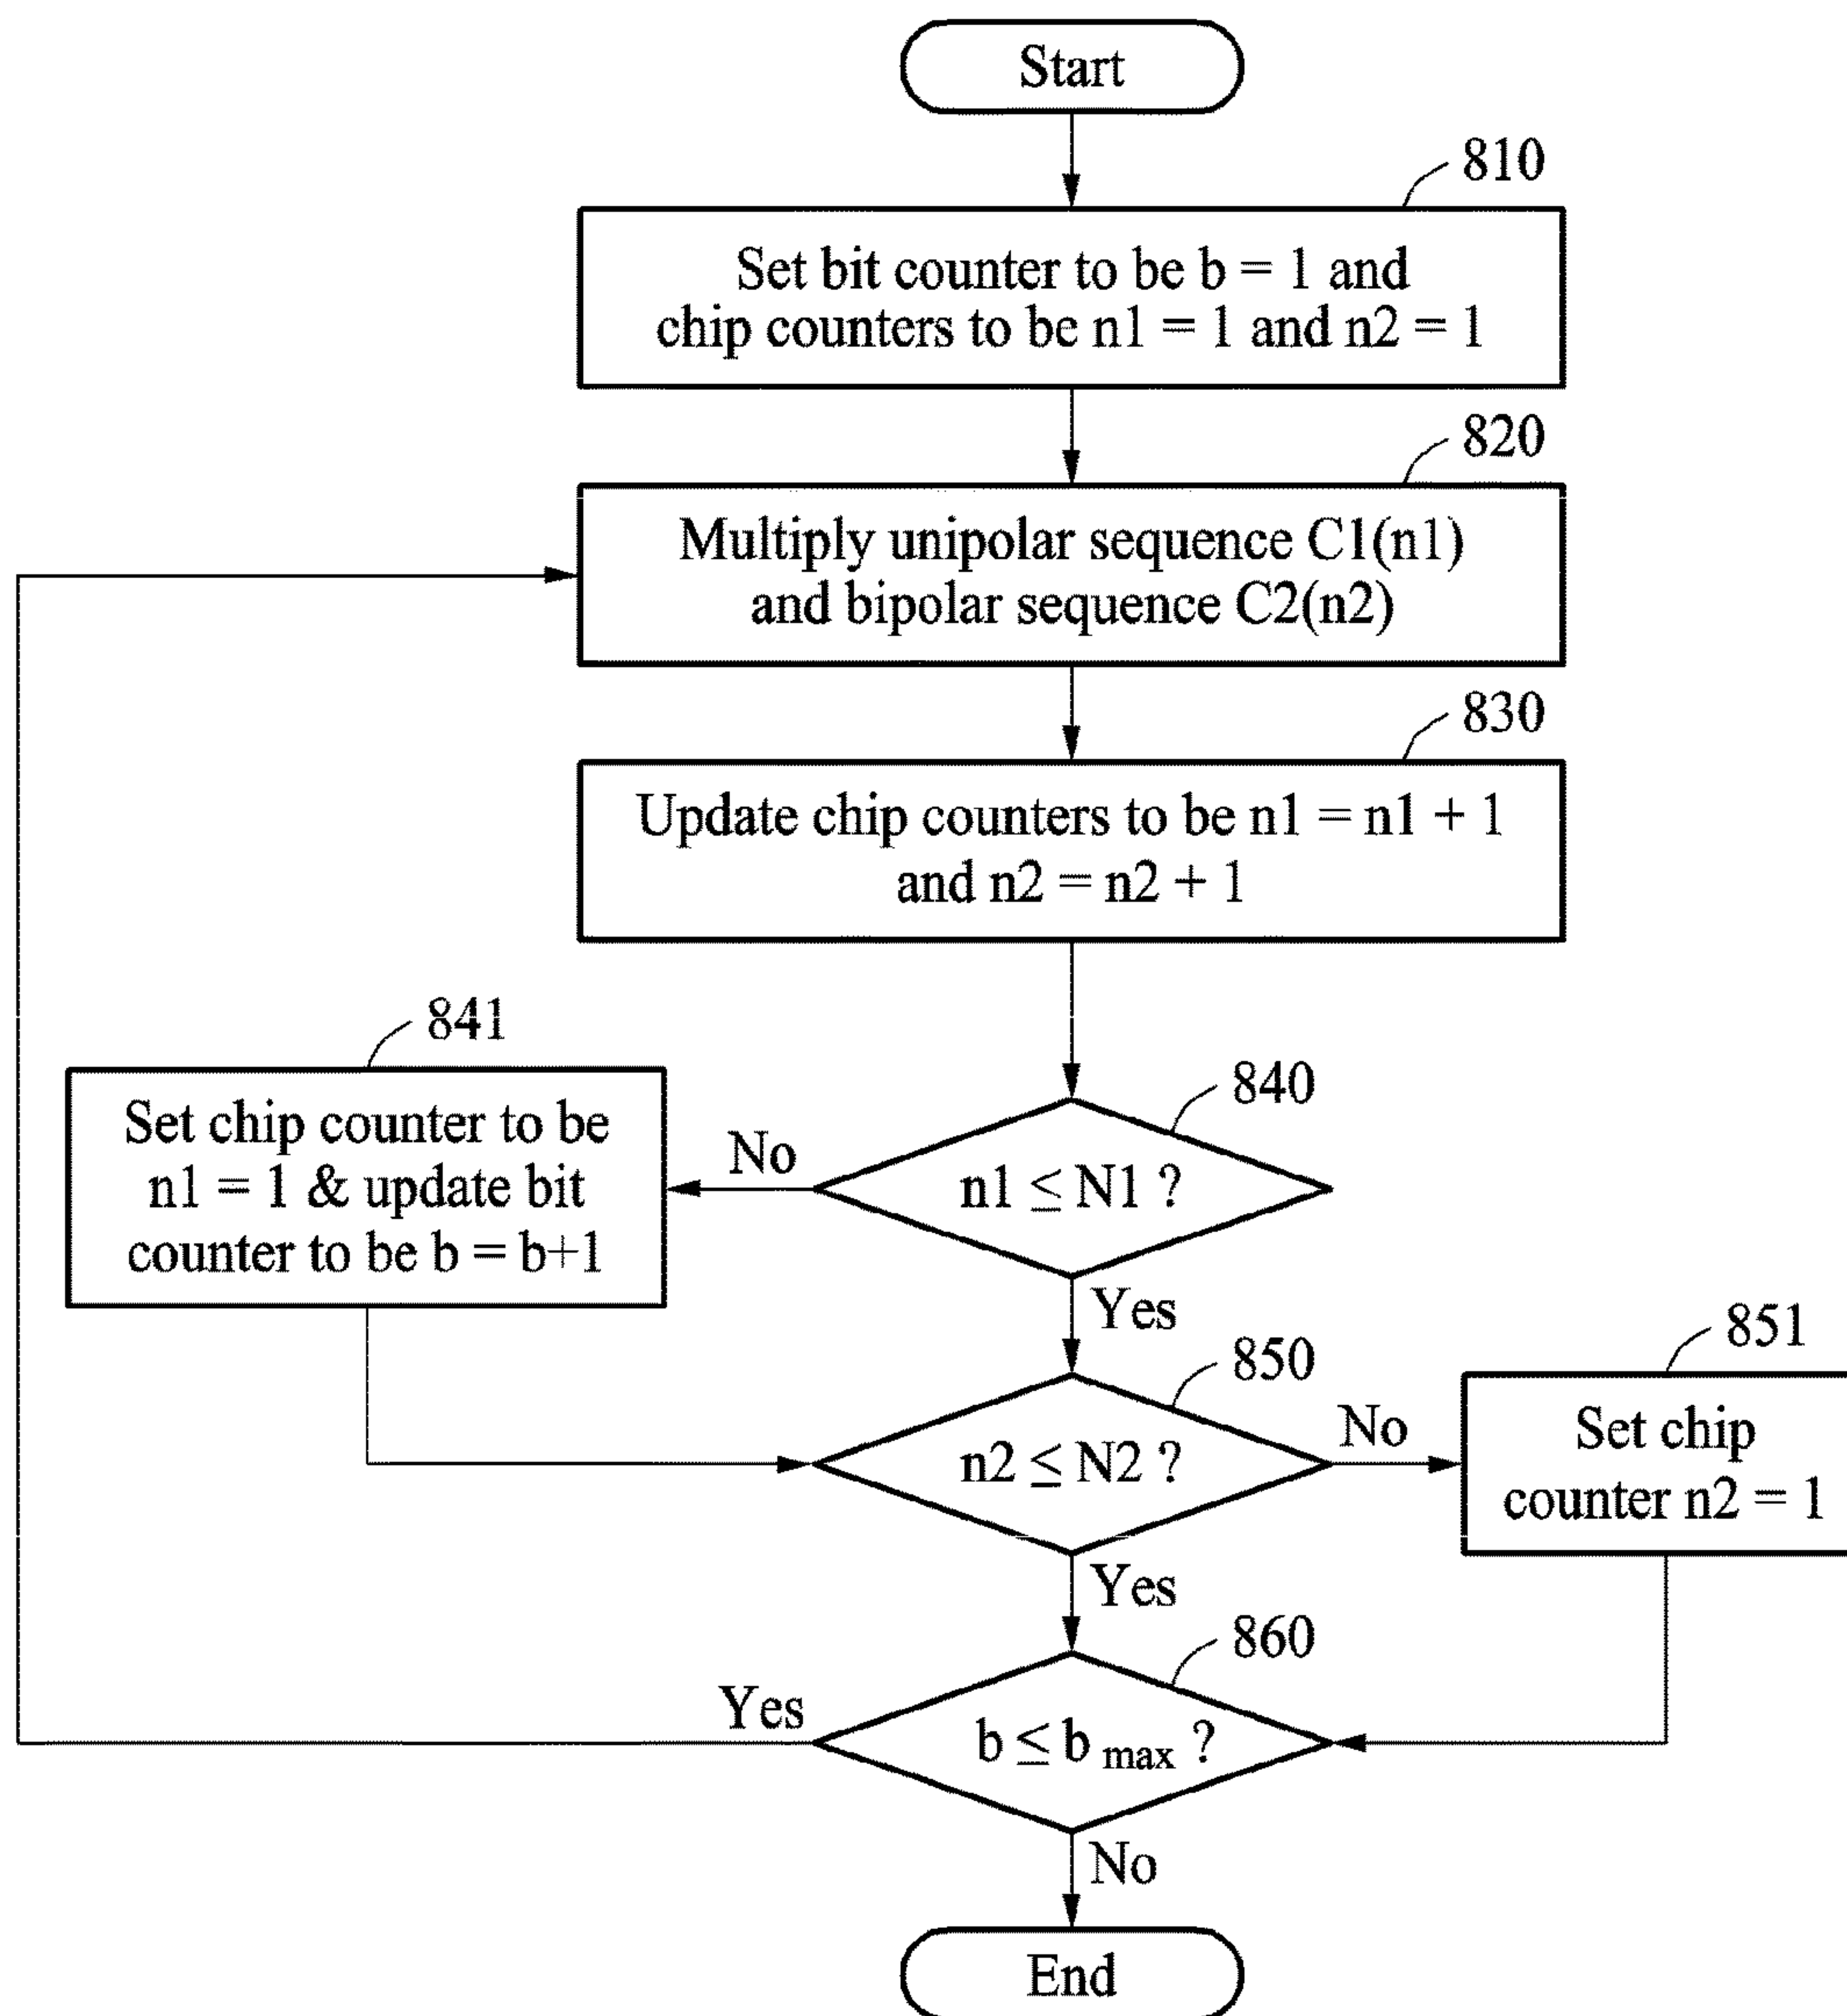 Start
810
Set bit counter to be b = 1 and
chip counters to be n1 = 1 and n2 = 1
820
Multiply unipolar sequence C1(n1)
and bipolar sequence C2(n2)
830
Update chip counters to be n1 = n1 + 1
and n2 = n2 + 1
841
Set chip counter to be
n1 = 1 & update bit
counter to be b = b+1
840
No
n1 ≤ N1 ?
Yes
850
n2 ≤ N2 ?
No
851
Set chip
counter n2 = 1
Yes
860
Yes
b ≤ b max ?
No
End